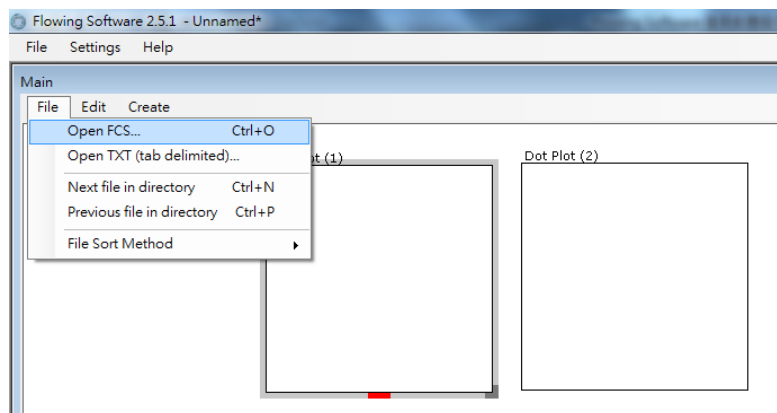 Flowing Software 2.5.1 - Unnamed*
File Settings Help
Main
File Edit Create
Open FCS... Ctrl+O
Open TXT (tab delimited)...
Next file in directory Ctrl+N
Previous file in directory Ctrl+P
File Sort Method
(1)
Dot Plot (2)